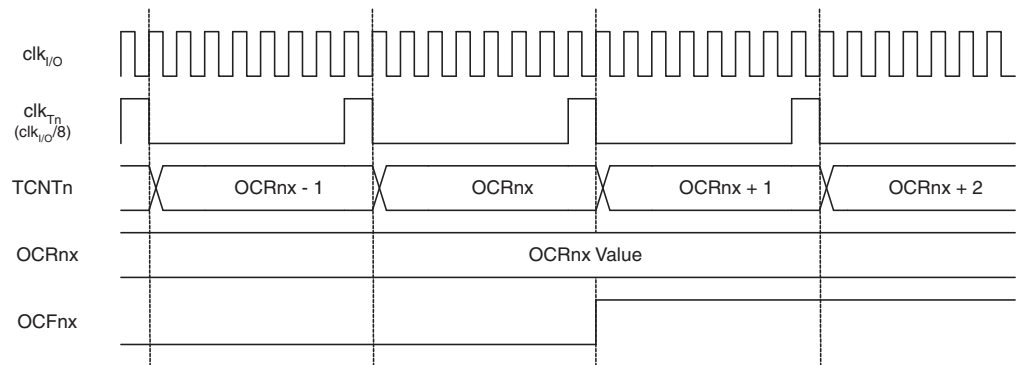 clkI/O
clkTn
(clkI/O/8)
TCNTn OCRnx - 1 OCRnx OCRnx + 1 OCRnx + 2
OCRnx OCRnx Value
OCFnx